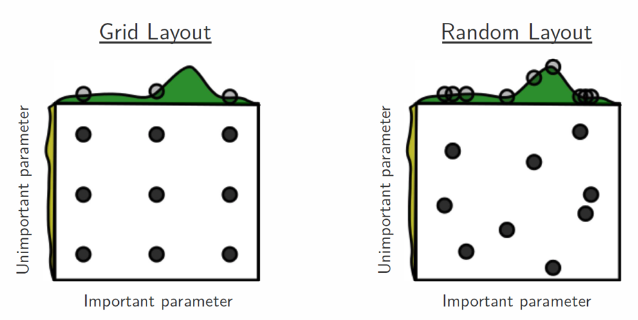 Grid Layout
Unimportant parameter
Important parameter
Random Layout
Unimportant parameter
Important parameter